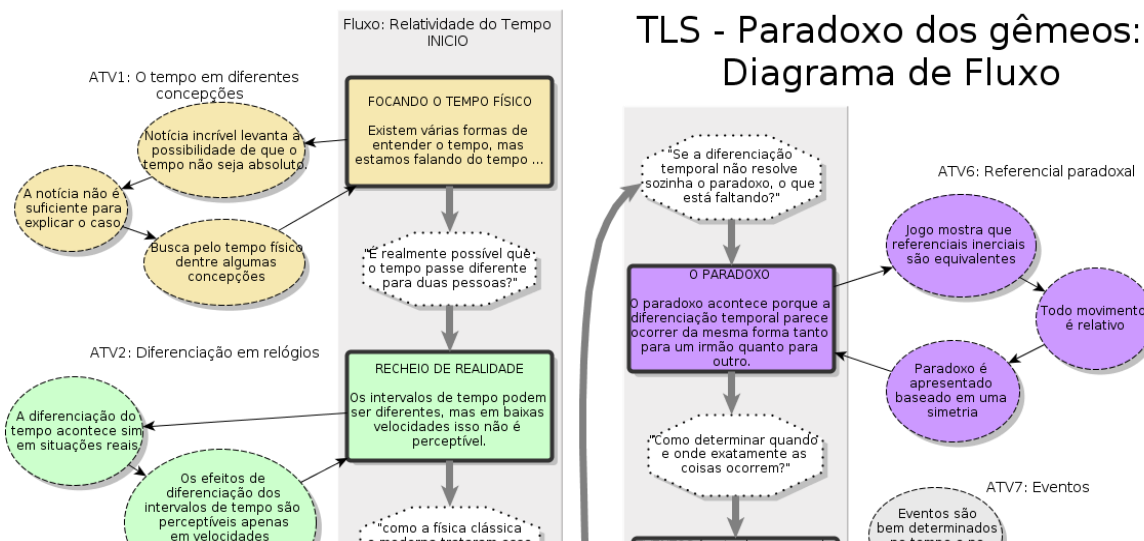 Fluxo: Relatividade do Tempo
INICIO
TLS - Paradoxo dos gêmeos:
Diagrama de Fluxo
ATV1: O tempo em diferentes
concepções
FOCANDO O TEMPO FÍSICO
Existem várias formas de
entender o tempo, mas
estamos falando do tempo ...
Notícia incrível levanta a
possibilidade de que o
tempo não seja absoluto.
A notícia não é
suficiente para
explicar o caso.
Busca pelo tempo físico
dentre algumas
concepções
"É realmente possível que
o tempo passe diferente
para duas pessoas?"
ATV2: Diferenciação em relógios
RECHEIO DE REALIDADE
Os intervalos de tempo podem
ser diferentes, mas em baixas
velocidades isso não é
perceptível.
A diferenciação do
tempo acontece sim
em situações reais
Os efeitos de
diferenciação dos
intervalos de tempo são
perceptíveis apenas
em velocidades
"como a física clássica
"Se a diferenciação
temporal não resolve
sozinha o paradoxo, o que
está faltando?"
ATV6: Referencial paradoxal
O PARADOXO
O paradoxo acontece porque a
diferenciação temporal parece
ocorrer da mesma forma tanto
para um irmão quanto para
outro.
Jogo mostra que
referenciais inerciais
são equivalentes
Todo movimento
é relativo
Paradoxo é
apresentado
baseado em uma
simetria
"Como determinar quando
e onde exatamente as
coisas ocorrem?"
ATV7: Eventos
Eventos são
bem determinados